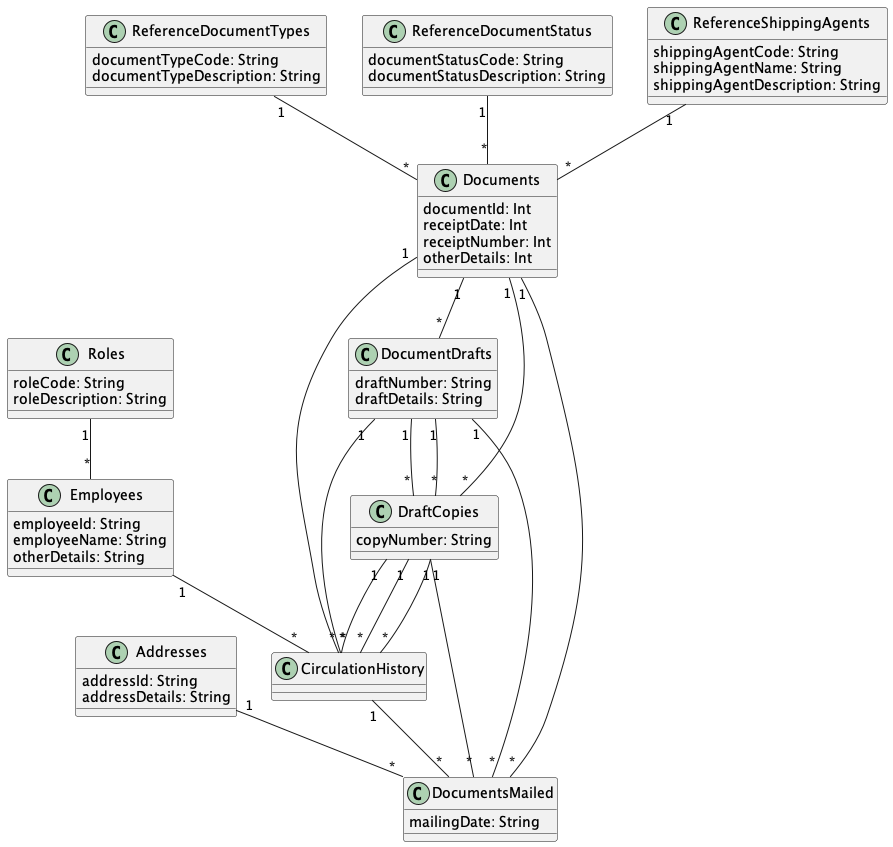 C ReferenceDocumentTypes
documentTypeCode: String
documentTypeDescription: String
C ReferenceDocumentStatus
documentStatusCode: String
documentStatusDescription: String
C ReferenceShippingAgents
shippingAgentCode: String
shippingAgentName: String
shippingAgentDescription: String
1
1
1
*
*
*
C Documents
documentId: Int
receiptDate: Int
receiptNumber: Int
otherDetails: Int
1
1
1
1
*
C Roles
roleCode: String
roleDescription: String
C DocumentDrafts
draftNumber: String
draftDetails: String
1
1
1
1
1
*
*
*
*
C Employees
employeeId: String
employeeName: String
otherDetails: String
C DraftCopies
copyNumber: String
1
1
1
1
1
*
*
*
*
*
*
C Addresses
addressId: String
addressDetails: String
C CirculationHistory
1
1
*
*
*
*
*
C DocumentsMailed
mailingDate: String